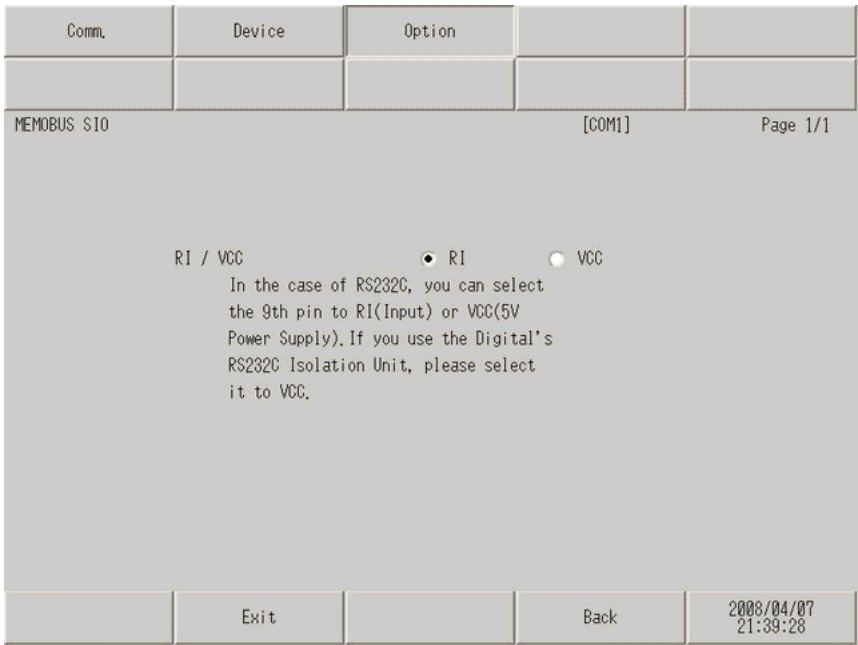 Comm. Device Option
MEMOBUS SIO [COM1] Page 1/1
RI / VCC RI VCC
In the case of RS232C, you can select
the 9th pin to RI(Input) or VCC(5V
Power Supply).If you use the Digital's
RS232C Isolation Unit, please select
it to VCC.
Exit Back 2008/04/07
21:39:28